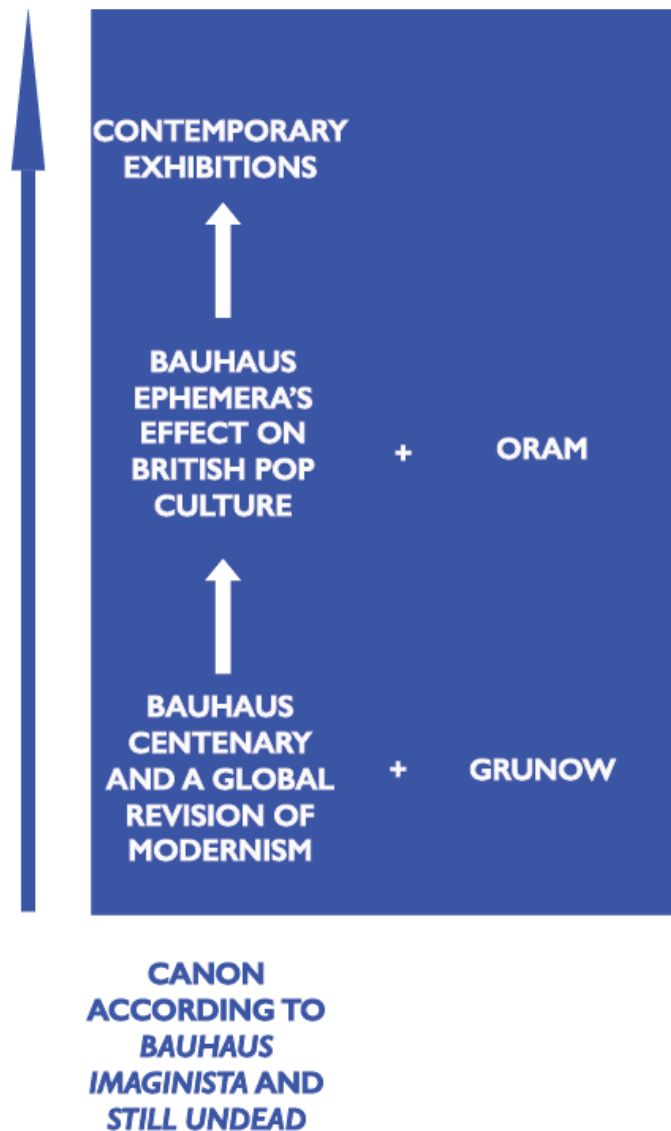 CONTEMPORARY
EXHIBITIONS
BAUHAUS
EPHEMERA'S
EFFECT ON
BRITISH POP
CULTURE
+ ORAM
BAUHAUS
CENTENARY
AND A GLOBAL
REVISION OF
MODERNISM
+ GRUNOW
CANON
ACCORDING TO
BAUHAUS
IMAGINISTA AND
STILL UNDEAD